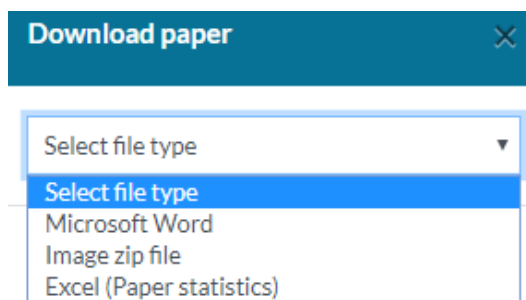 Download paper
Select file type
Select file type
Microsoft Word
Image zip file
Excel (Paper statistics)